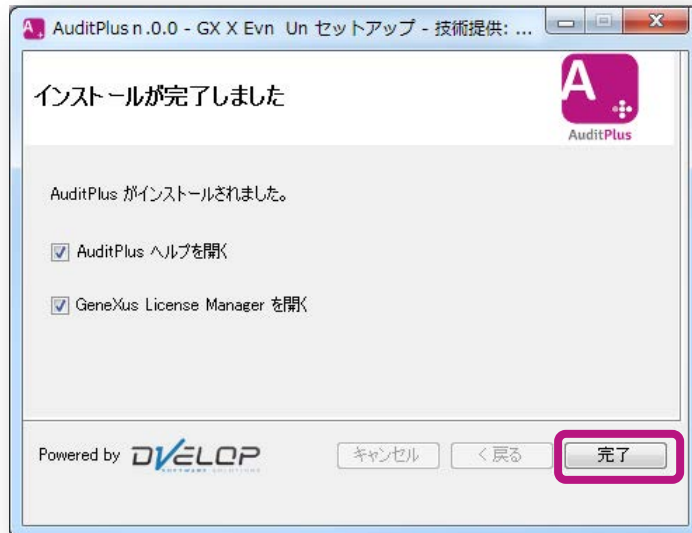 AuditPlus n .0.0 - GX X Evn Un セットアップ - 技術提供: ...
インストールが完了しました
A
AuditPlus
AuditPlus がインストールされました。
AuditPlus ヘルプを開く
GeneXus License Manager を開く
Powered by DVELOP
SOFTWARE SOLUTIONS
キャンセル
< 戻る
完了